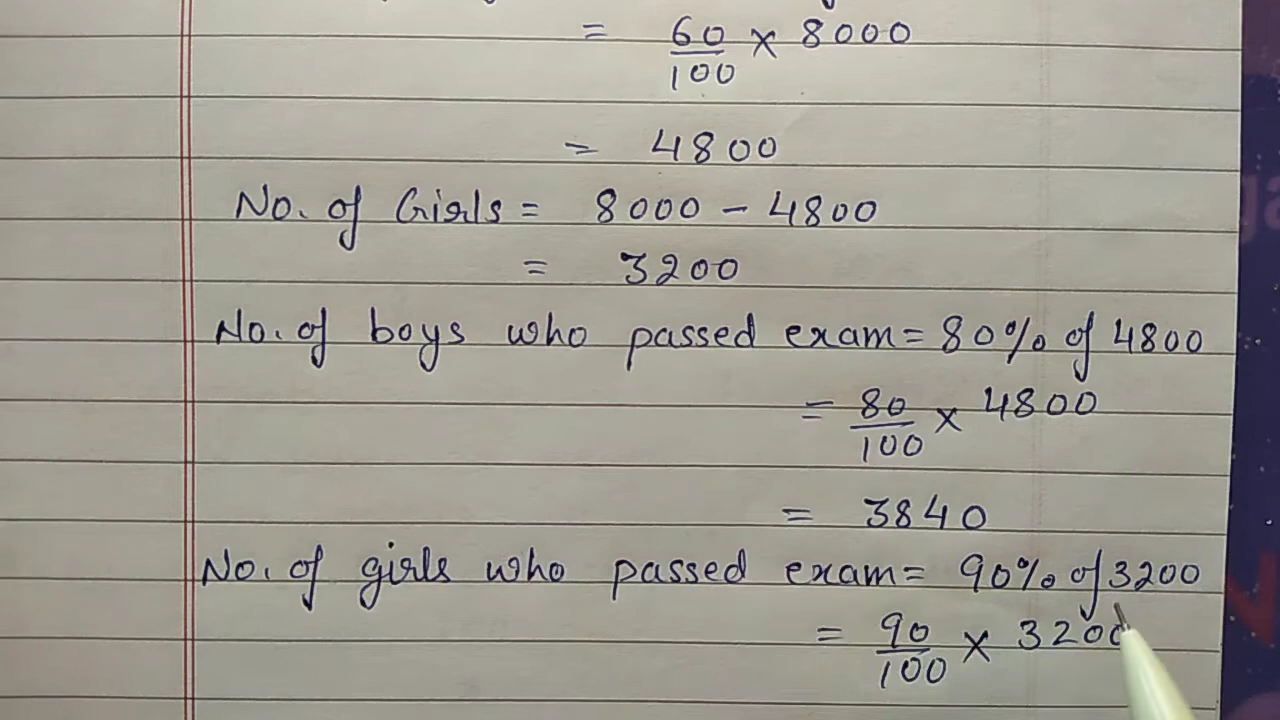 = 60/100 × 8000
= 4800
No. of Girls = 8000 - 4800
= 3200
No. of boys who passed exam = 80% of 4800
= 80/100 × 4800
= 3840
No. of girls who passed exam = 90% of 3200
= 90/100 × 3200